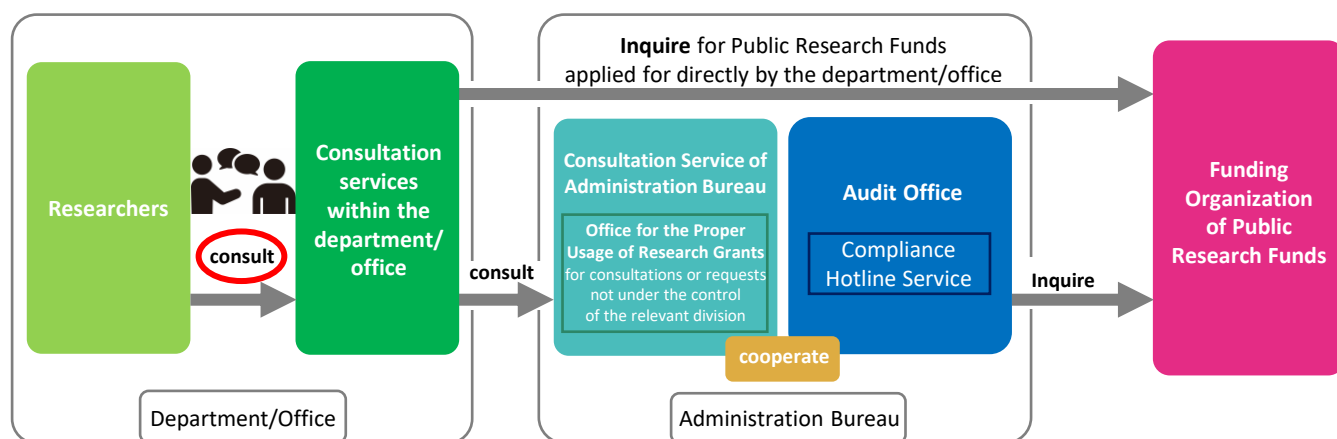 Researchers
consult
Consultation
services
within the
department/
office
Department/Office
consult
Inquire for Public Research Funds
applied for directly by the department/office
Consultation Service of
Administration Bureau
Office for the Proper
Usage of Research Grants
for consultations or requests
not under the control
of the relevant division
Audit Office
Compliance
Hotline Service
cooperate
Administration Bureau
Inquire
Funding
Organization
of Public
Research Funds